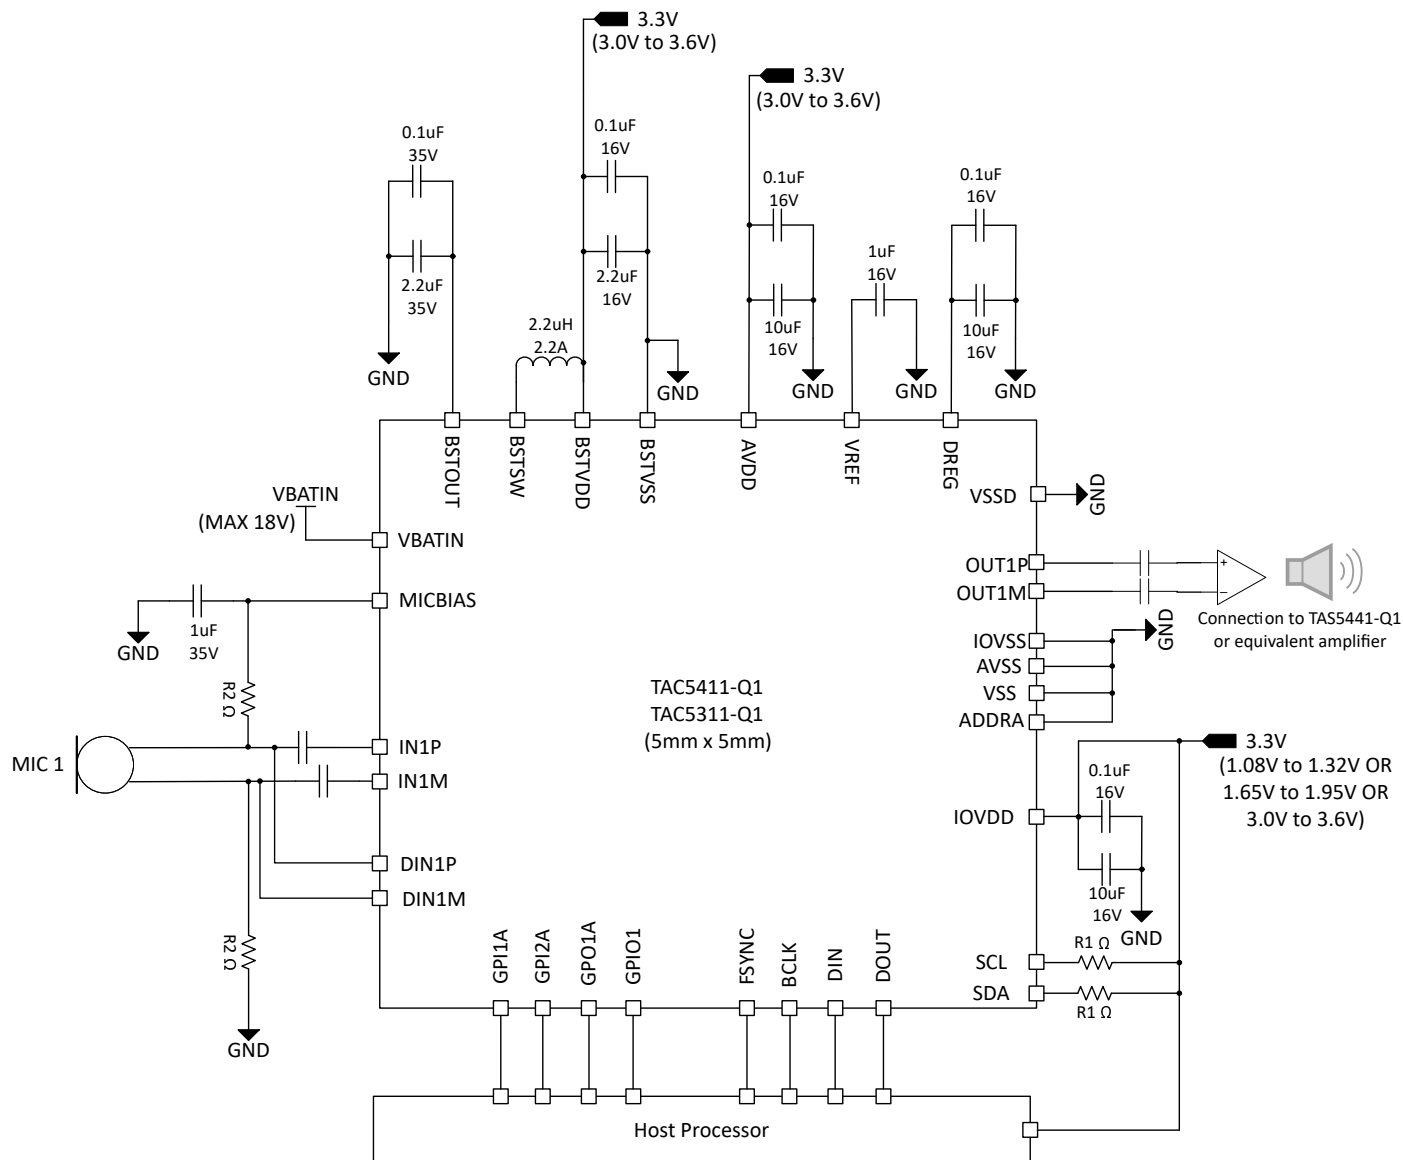 3.3V
(3.0V to 3.6V)
3.3V
(3.0V to 3.6V)
0.1uF
35V
2.2uF
35V
GND
0.1uF
16V
2.2uF
16V
2.2uH
2.2A
GND
0.1uF
16V
10uF
16V
GND
1uF
16V
GND
0.1uF
16V
10uF
16V
GND
BSTOUT
BSTSW
BSTVDD
BSTVSS
AVDD
VREF
DREG
VBATIN
(MAX 18V)
VBATIN
MICBIAS
1uF
35V
GND
R2 Ω
MIC 1
IN1P
IN1M
DIN1P
DIN1M
R2 Ω
GND
TAC5411-Q1
TAC5311-Q1
(5mm x 5mm)
VSSD
GND
OUT1P
OUT1M
+
−
Connection to TAS5441-Q1
or equivalent amplifier
IOVSS
AVSS
VSS
ADDRA
GND
3.3V
(1.08V to 1.32V OR
1.65V to 1.95V OR
3.0V to 3.6V)
IOVDD
0.1uF
16V
10uF
16V
GND
SCL
R1 Ω
SDA
R1 Ω
GPI1A
GPI2A
GPO1A
GPIO1
FSYNC
BCLK
DIN
DOUT
Host Processor